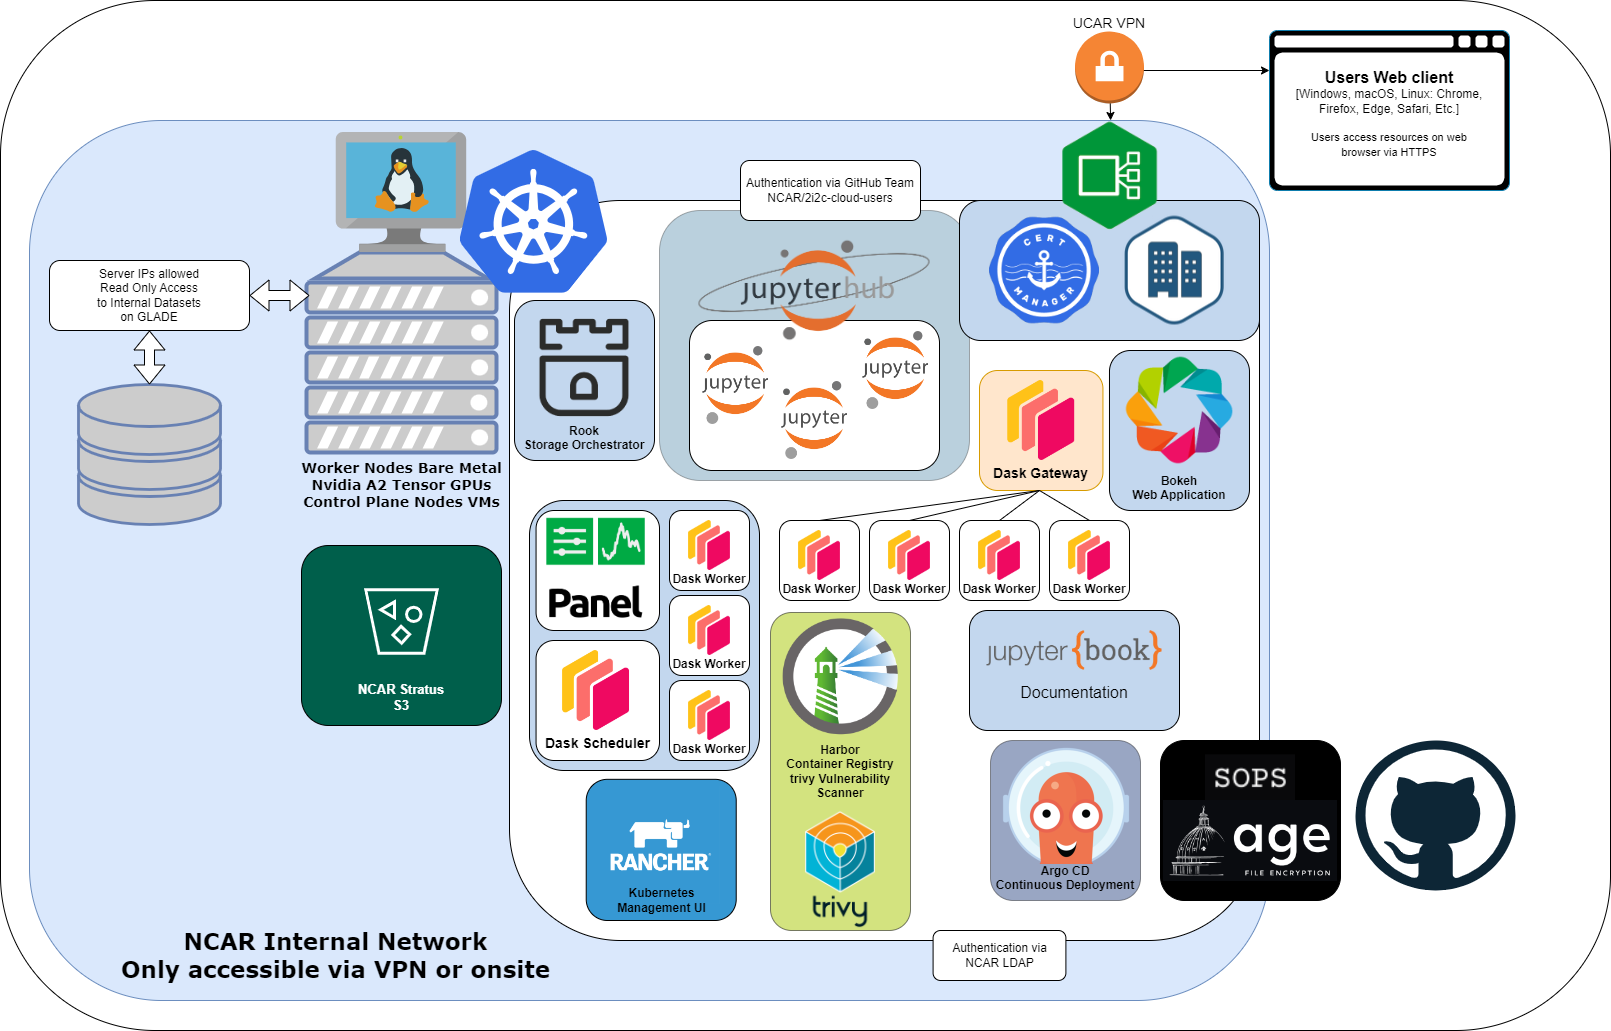 UCAR VPN
Users Web client
[Windows, macOS, Linux: Chrome,
Firefox, Edge, Safari, Etc.]
Users access resources on web
browser via HTTPS
Authentication via GitHub Team
NCAR/2i2c-cloud-users
CERT
MANAGER
jupyterhub
jupyter
jupyter
jupyter
Server IPs allowed
Read Only Access
to Internal Datasets
on GLADE
Rook
Storage Orchestrator
Worker Nodes Bare Metal
Nvidia A2 Tensor GPUs
Control Plane Nodes VMs
Dask Gateway
Bokeh
Web Application
Panel
Dask Worker
Dask Worker
Dask Worker
Dask Scheduler
Dask Worker
Dask Worker
Dask Worker
Dask Worker
NCAR Stratus
S3
jupyter {book}
Documentation
Harbor
Container Registry
trivy Vulnerability
Scanner
trivy
RANCHER
Kubernetes
Management UI
Argo CD
Continuous Deployment
SOPS
age
FILE ENCRYPTION
NCAR Internal Network
Only accessible via VPN or onsite
Authentication via
NCAR LDAP